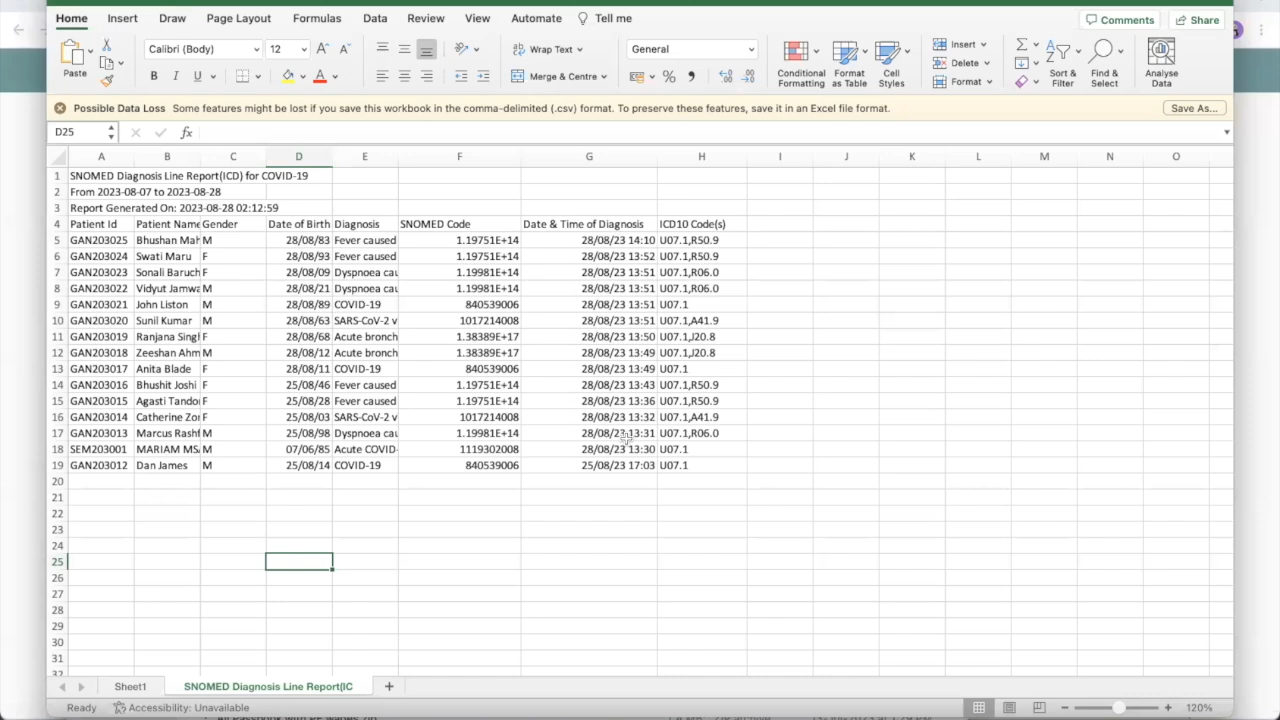 Home Insert Draw Page Layout Formulas Data Review View Automate Tell me Comments Share
Paste Calibri (Body) 12 Wrap Text General Insert
B I U Merge & Centre Conditional Formatting Format as Table Cell Styles Delete Format Sort & Filter Find & Select Analyse Data
Possible Data Loss Some features might be lost if you save this workbook in the comma-delimited (.csv) format. To preserve these features, save it in an Excel file format. Save As...
D25 fx
A B C D E F G H I J K L M N O
1 SNOMED Diagnosis Line Report(ICD) for COVID-19
2 From 2023-08-07 to 2023-08-28
3 Report Generated On: 2023-08-28 02:12:59
4 Patient Id Patient Name Gender Date of Birth Diagnosis SNOMED Code Date & Time of Diagnosis ICD10 Code(s)
5 GAN203025 Bhushan Mah M 28/08/83 Fever caused 1.19751E+14 28/08/23 14:10 U07.1,R50.9
6 GAN203024 Swati Maru F 28/08/93 Fever caused 1.19751E+14 28/08/23 13:52 U07.1,R50.9
7 GAN203023 Sonali Baruch F 28/08/09 Dyspnoea cau 1.19981E+14 28/08/23 13:51 U07.1,R06.0
8 GAN203022 Vidyut Jamwa M 28/08/21 Dyspnoea cau 1.19981E+14 28/08/23 13:51 U07.1,R06.0
9 GAN203021 John Liston M 28/08/89 COVID-19 840539006 28/08/23 13:51 U07.1
10 GAN203020 Sunil Kumar M 28/08/63 SARS-CoV-2 v 1017214008 28/08/23 13:51 U07.1,A41.9
11 GAN203019 Ranjana Singh F 28/08/68 Acute bronch 1.38389E+17 28/08/23 13:50 U07.1,J20.8
12 GAN203018 Zeeshan Ahm M 28/08/12 Acute bronch 1.38389E+17 28/08/23 13:49 U07.1,J20.8
13 GAN203017 Anita Blade F 28/08/11 COVID-19 840539006 28/08/23 13:49 U07.1
14 GAN203016 Bhushit Joshi F 25/08/46 Fever caused 1.19751E+14 28/08/23 13:43 U07.1,R50.9
15 GAN203015 Agasti Tandon F 25/08/28 Fever caused 1.19751E+14 28/08/23 13:36 U07.1,R50.9
16 GAN203014 Catherine Zor F 25/08/03 SARS-CoV-2 v 1017214008 28/08/23 13:32 U07.1,A41.9
17 GAN203013 Marcus Rashf M 25/08/98 Dyspnoea cau 1.19981E+14 28/08/23 13:31 U07.1,R06.0
18 SEM203001 MARIAM MSA M 07/06/85 Acute COVID- 1119302008 28/08/23 13:30 U07.1
19 GAN203012 Dan James M 25/08/14 COVID-19 840539006 25/08/23 17:03 U07.1
20
21
22
23
24
25
26
27
28
29
30
31
32
Sheet1 SNOMED Diagnosis Line Report(IC
Ready Accessibility: Unavailable 120%